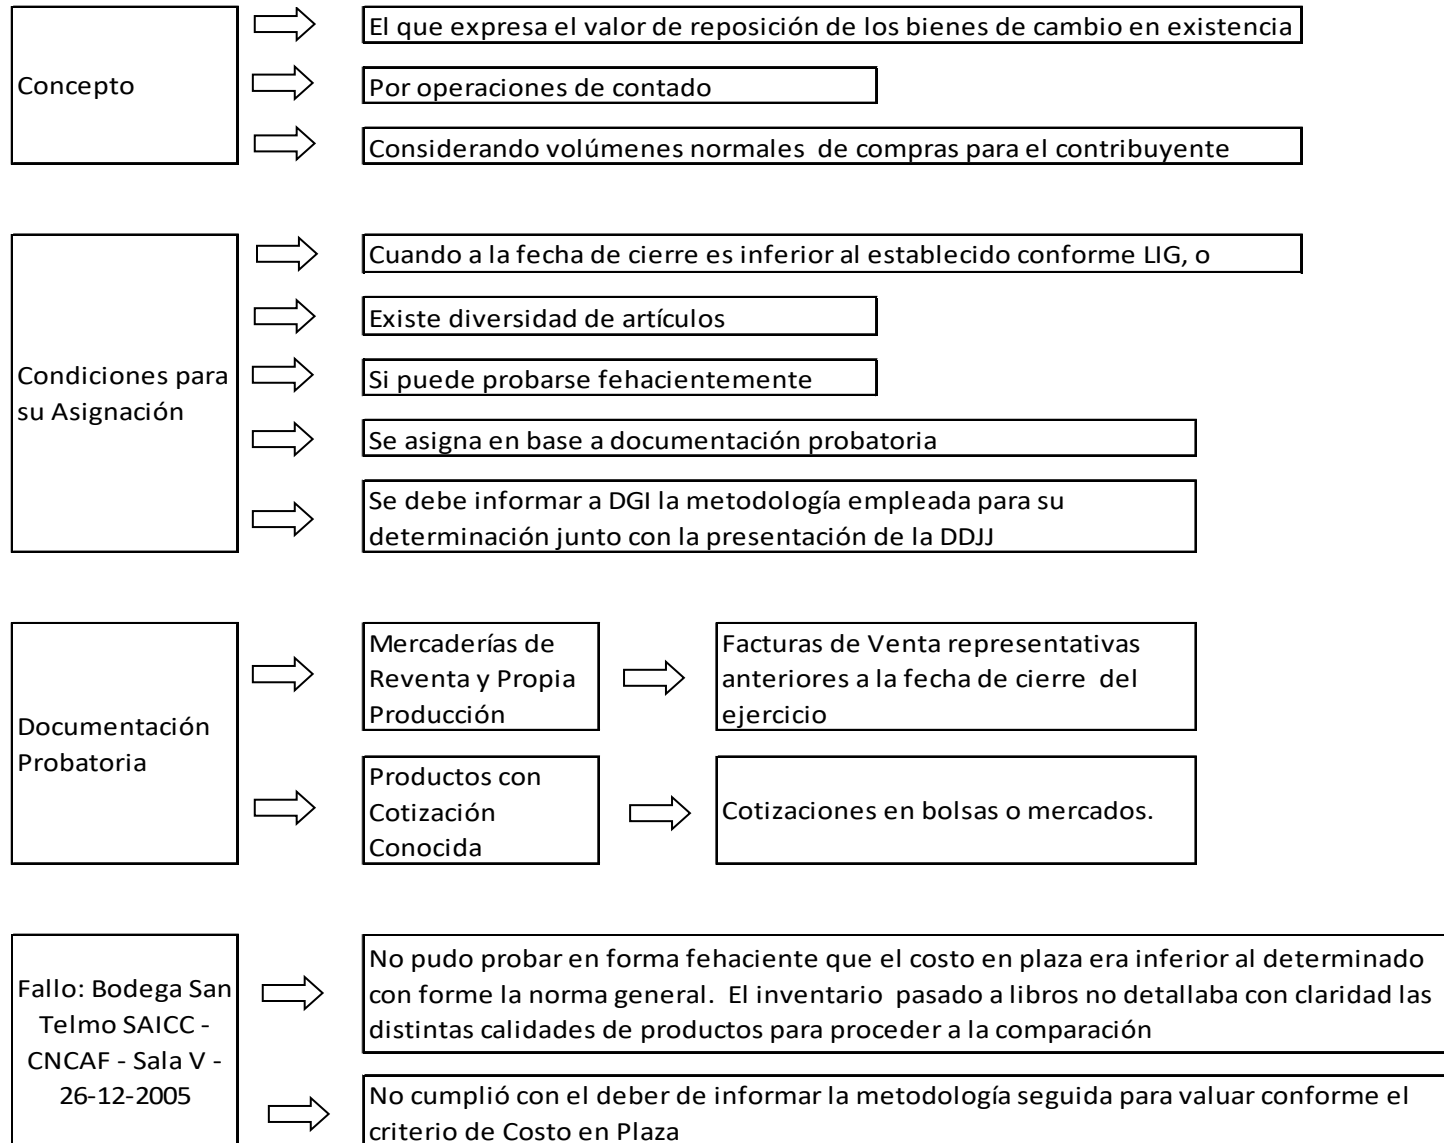 Concepto
El que expresa el valor de reposición de los bienes de cambio en existencia
Por operaciones de contado
Considerando volúmenes normales de compras para el contribuyente
Condiciones para
su Asignación
Cuando a la fecha de cierre es inferior al establecido conforme LIG, o
Existe diversidad de artículos
Si puede probarse fehacientemente
Se asigna en base a documentación probatoria
Se debe informar a DGI la metodología empleada para su
determinación junto con la presentación de la DDJJ
Documentación
Probatoria
Mercaderías de
Reventa y Propia
Producción
Facturas de Venta representativas
anteriores a la fecha de cierre del
ejercicio
Productos con
Cotización
Conocida
Cotizaciones en bolsas o mercados.
Fallo: Bodega San
Telmo SAICC -
CNCAF - Sala V -
26-12-2005
No pudo probar en forma fehaciente que el costo en plaza era inferior al determinado
con forme la norma general. El inventario pasado a libros no detallaba con claridad las
distintas calidades de productos para proceder a la comparación
No cumplió con el deber de informar la metodología seguida para valuar conforme el
criterio de Costo en Plaza